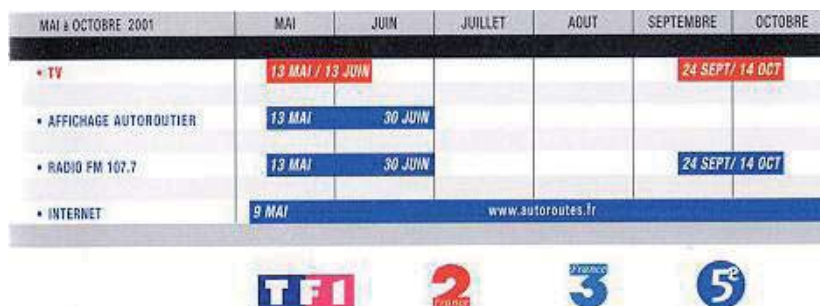 MAI à OCTOBRE 2001 MAI JUIN JUILLET AOUT SEPTEMBRE OCTOBRE
• TV 13 MAI / 13 JUIN 24 SEPT/ 14 OCT
• AFFICHAGE AUTOROUTIER 13 MAI 30 JUIN
• RADIO FM 107.7 13 MAI 30 JUIN 24 SEPT/ 14 OCT
• INTERNET 9 MAI www.autoroutes.fr
TF1 2 France France 3 5e